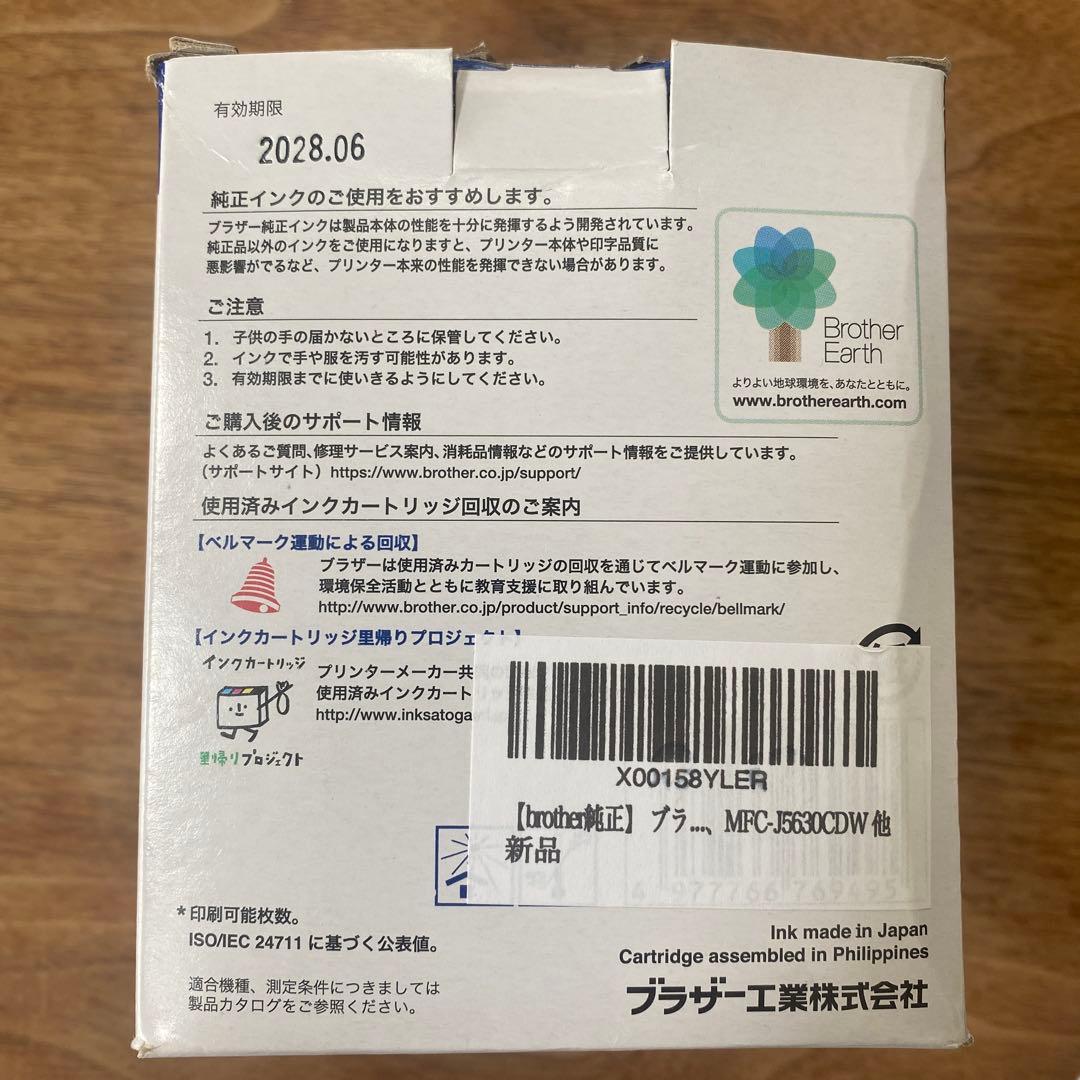 有効期限
2028.06
純正インクのご使用をおすすめします。
ブラザー純正インクは製品本体の性能を十分に発揮するよう開発されています。
純正品以外のインクをご使用になりますと、プリンター本体や印字品質に
悪影響がでるなど、プリンター本来の性能を発揮できない場合があります。
Brother
Earth
よりよい地球環境を、あなたとともに。
www.brotherearth.com
ご注意
1. 子供の手の届かないところに保管してください。
2. インクで手や服を汚す可能性があります。
3. 有効期限までに使いきるようにしてください。
ご購入後のサポート情報
よくあるご質問、修理サービス案内、消耗品情報などのサポート情報をご提供しています。
(サポートサイト) https://www.brother.co.jp/support/
使用済みインクカートリッジ回収のご案内
【ベルマーク運動による回収】
ブラザーは使用済みカートリッジの回収を通じてベルマーク運動に参加し、
環境保全活動とともに教育支援に取り組んでいます。
http://www.brother.co.jp/product/support_info/recycle/bellmark/
【インクカートリッジ里帰りプロジェクト】
インクカートリッジ
里帰りプロジェクト
プリンターメーカー共
使用済みインクカート
http://www.inksatoga
X00158YLER
【brother純正】 ブラ...、MFC-J5630CDW 他
新品
*印刷可能枚数。
ISO/IEC 24711 に基づく公表値。
適合機種、測定条件につきましては
製品カタログをご参照ください。
Ink made in Japan
Cartridge assembled in Philippines
ブラザー工業株式会社